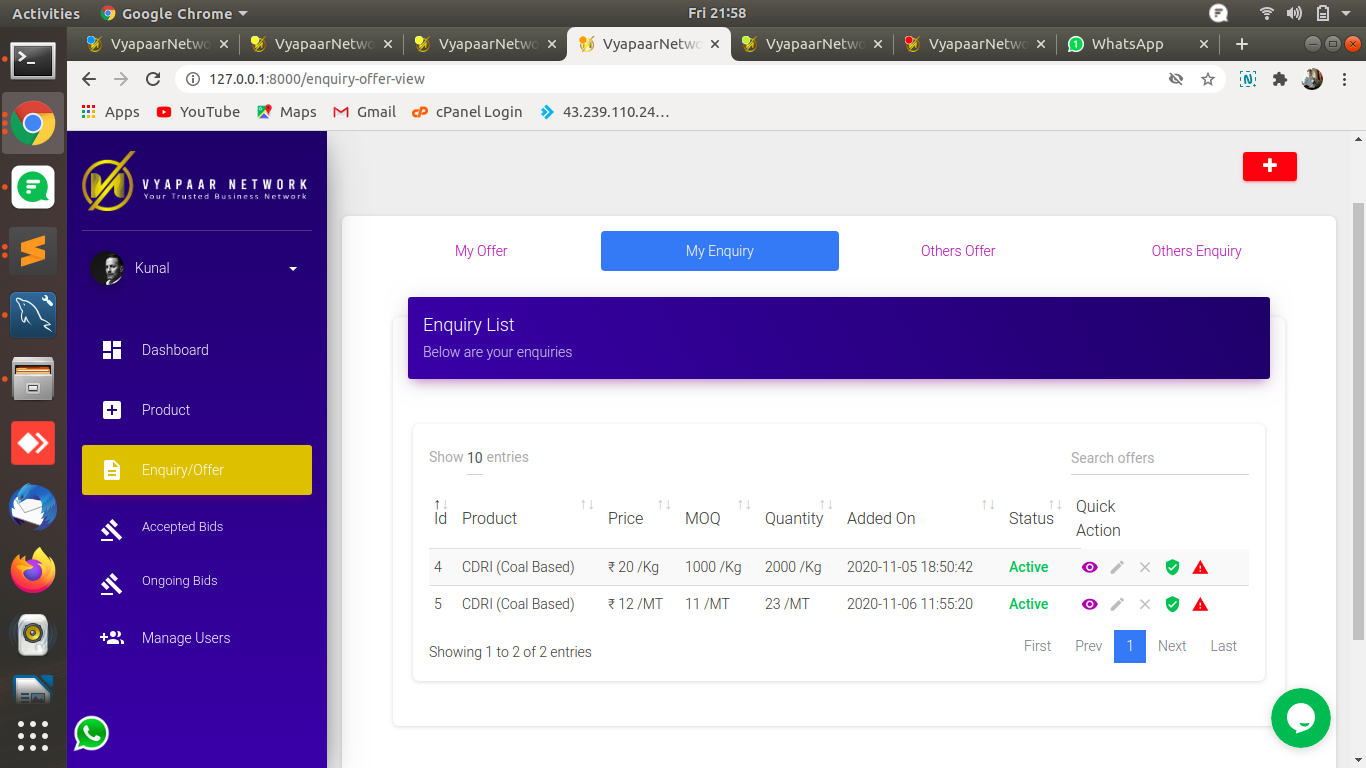 Activities Google Chrome Fri 21:58
VyapaarNetwo VyapaarNetwo VyapaarNetwo VyapaarNetwo VyapaarNetwo VyapaarNetwo 1 WhatsApp
127.0.0.1:8000/enquiry-offer-view
Apps YouTube Maps Gmail cPanel Login 43.239.110.24...
VYAPAAR NETWORK
Your Trusted Business Network
Kunal
Dashboard
Product
Enquiry/Offer
Accepted Bids
Ongoing Bids
Manage Users
My Offer My Enquiry Others Offer Others Enquiry
Enquiry List
Below are your enquiries
Show 10 entries Search offers
Id Product Price MOQ Quantity Added On Status Quick Action
4 CDRI (Coal Based) ₹ 20 /Kg 1000 /Kg 2000 /Kg 2020-11-05 18:50:42 Active
5 CDRI (Coal Based) ₹ 12 /MT 11 /MT 23 /MT 2020-11-06 11:55:20 Active
Showing 1 to 2 of 2 entries First Prev 1 Next Last